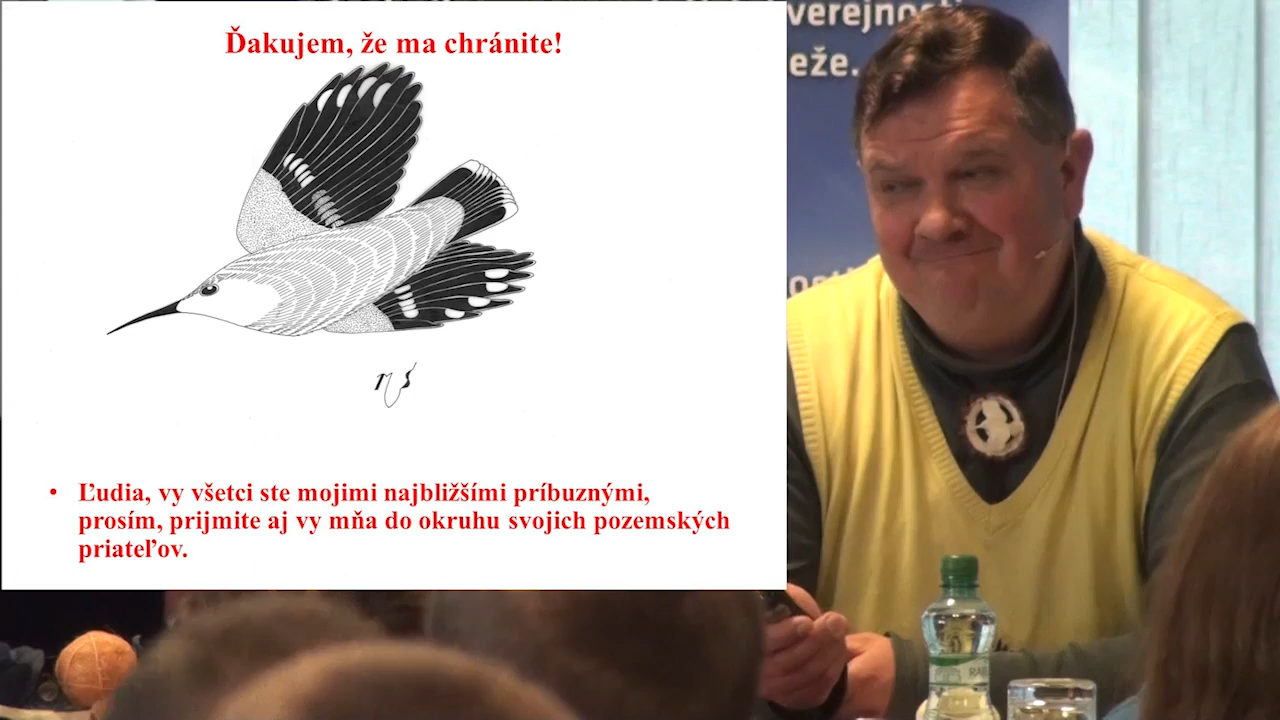 Ďakujem, že ma chránite!
• Ľudia, vy všetci ste mojimi najbližšími príbuznými,
prosím, prijmite aj vy mňa do okruhu svojich pozemských
priateľov.
verejnosti
eže.